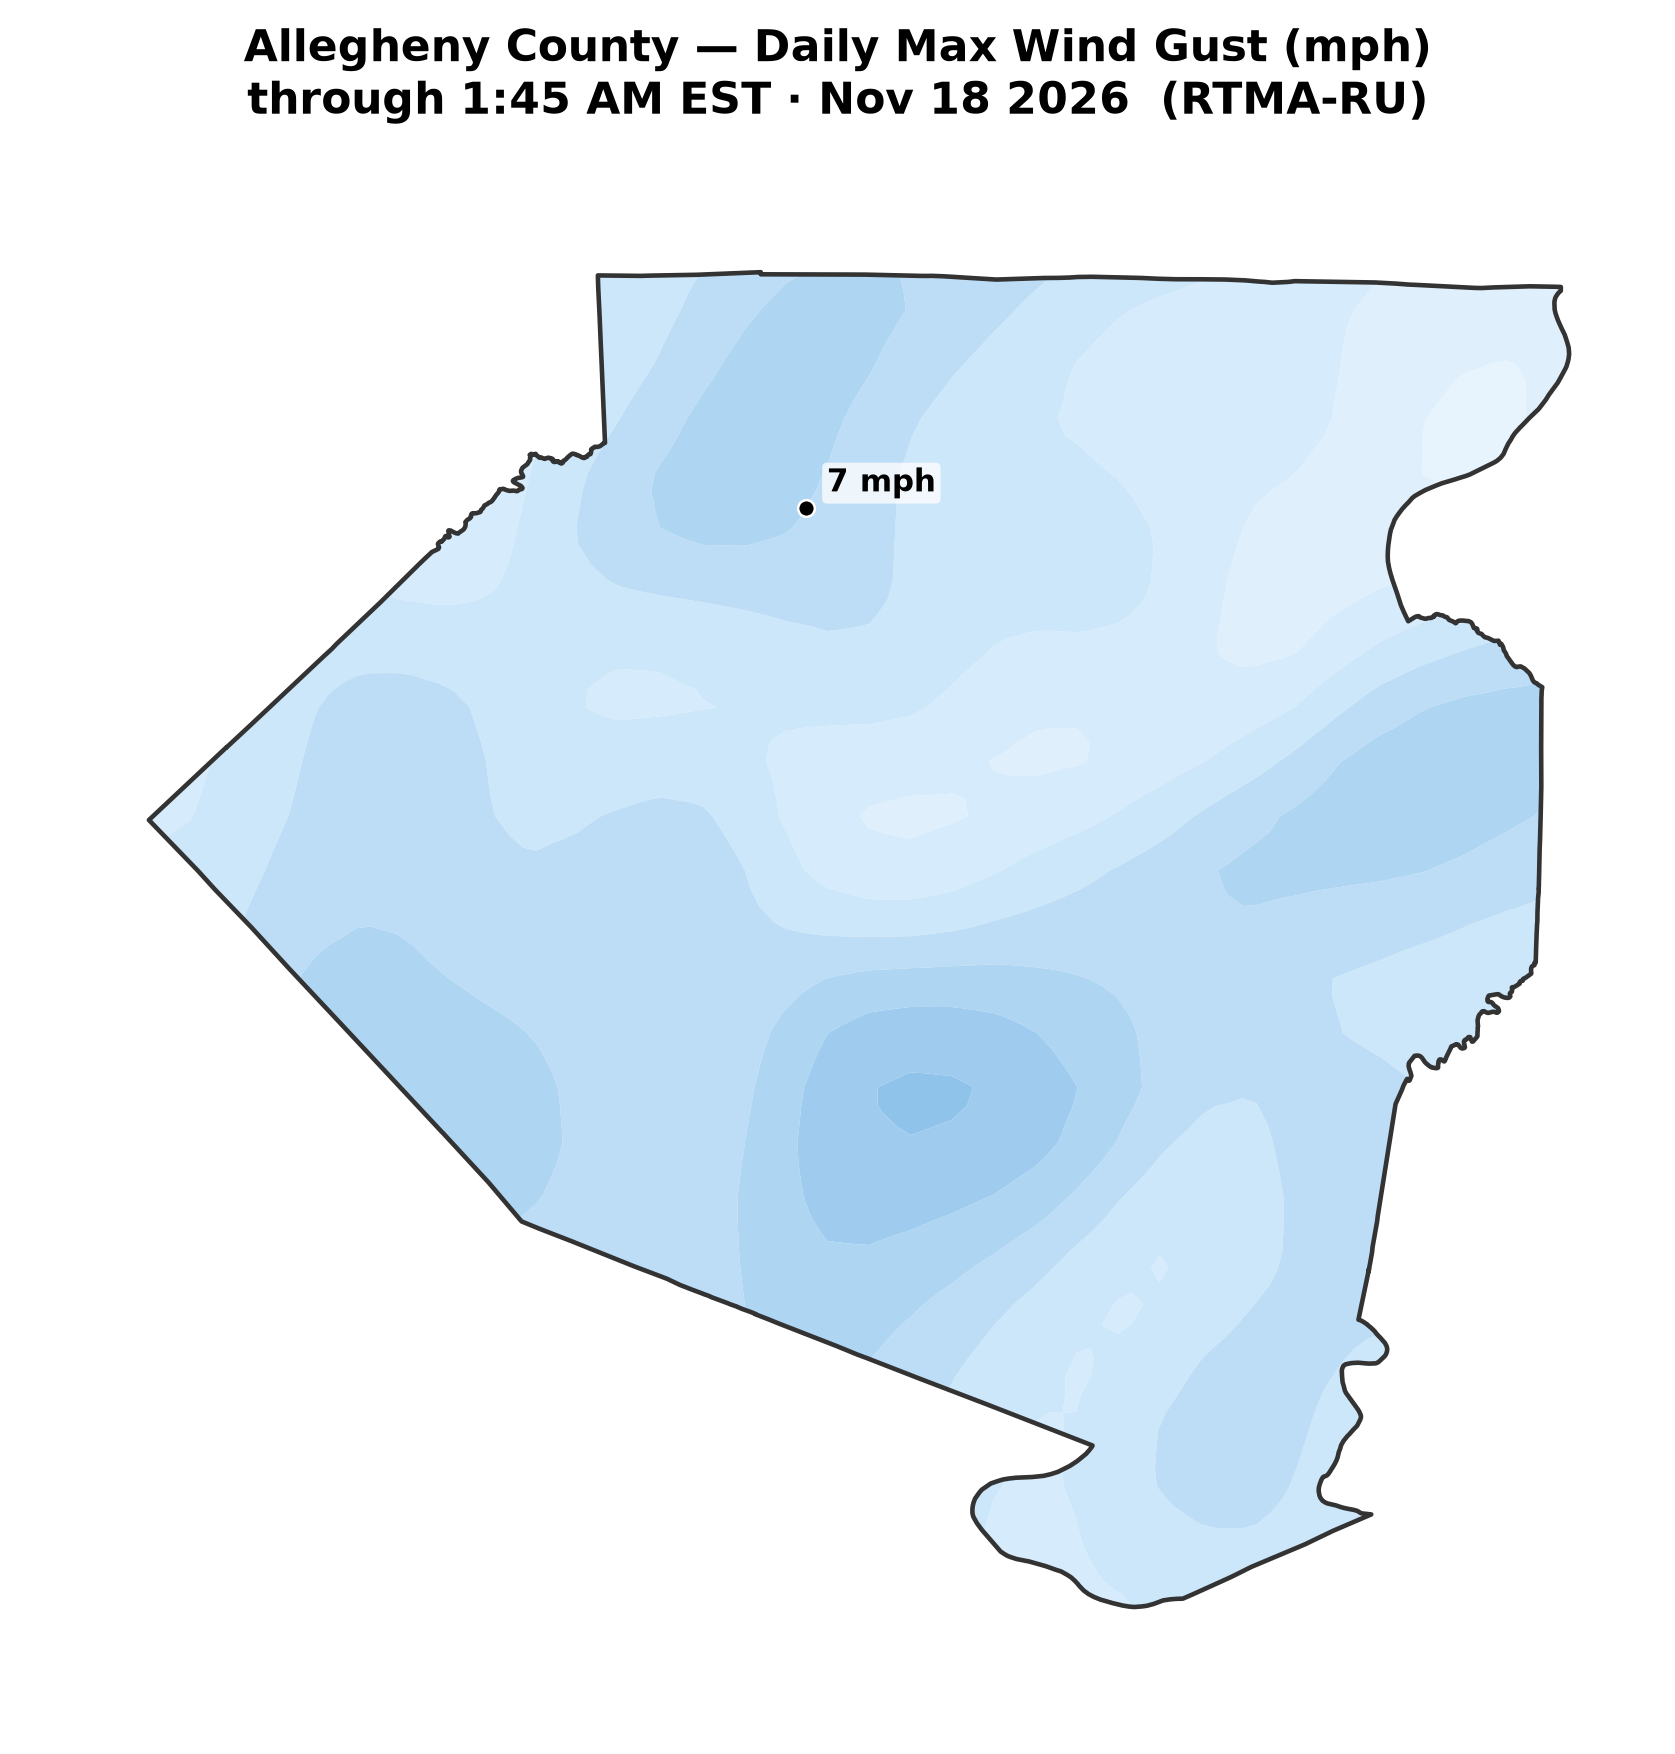 Allegheny County — Daily Max Wind Gust (mph)
through 1:45 AM EST · Nov 18 2026  (RTMA-RU)
7 mph